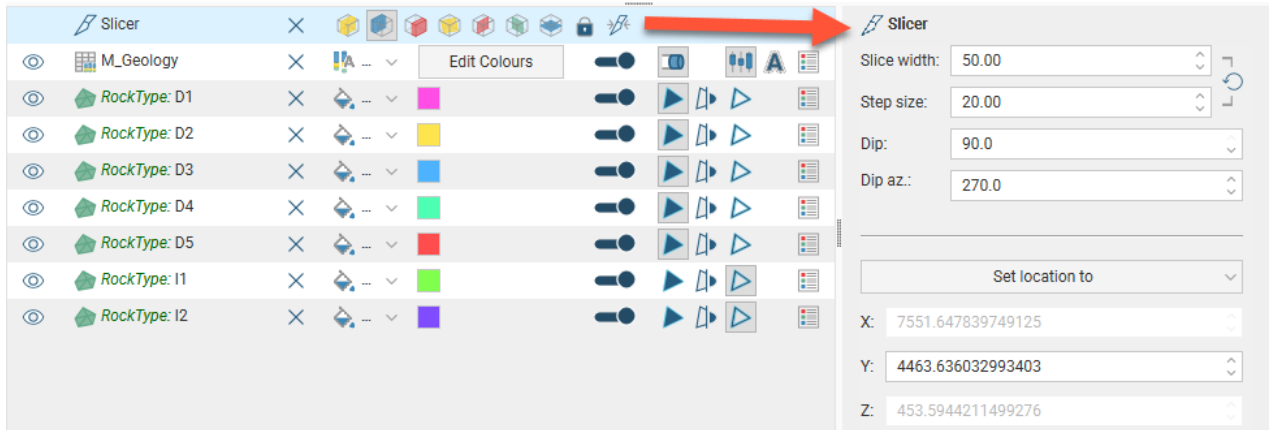 Slicer
M_Geology
Edit Colours
A
RockType: D1
RockType: D2
RockType: D3
RockType: D4
RockType: D5
RockType: I1
RockType: I2
Slicer
Slice width: 50.00
Step size: 20.00
Dip: 90.0
Dip az.: 270.0
Set location to
X: 7551.647839749125
Y: 4463.636032993403
Z: 453.5944211499276